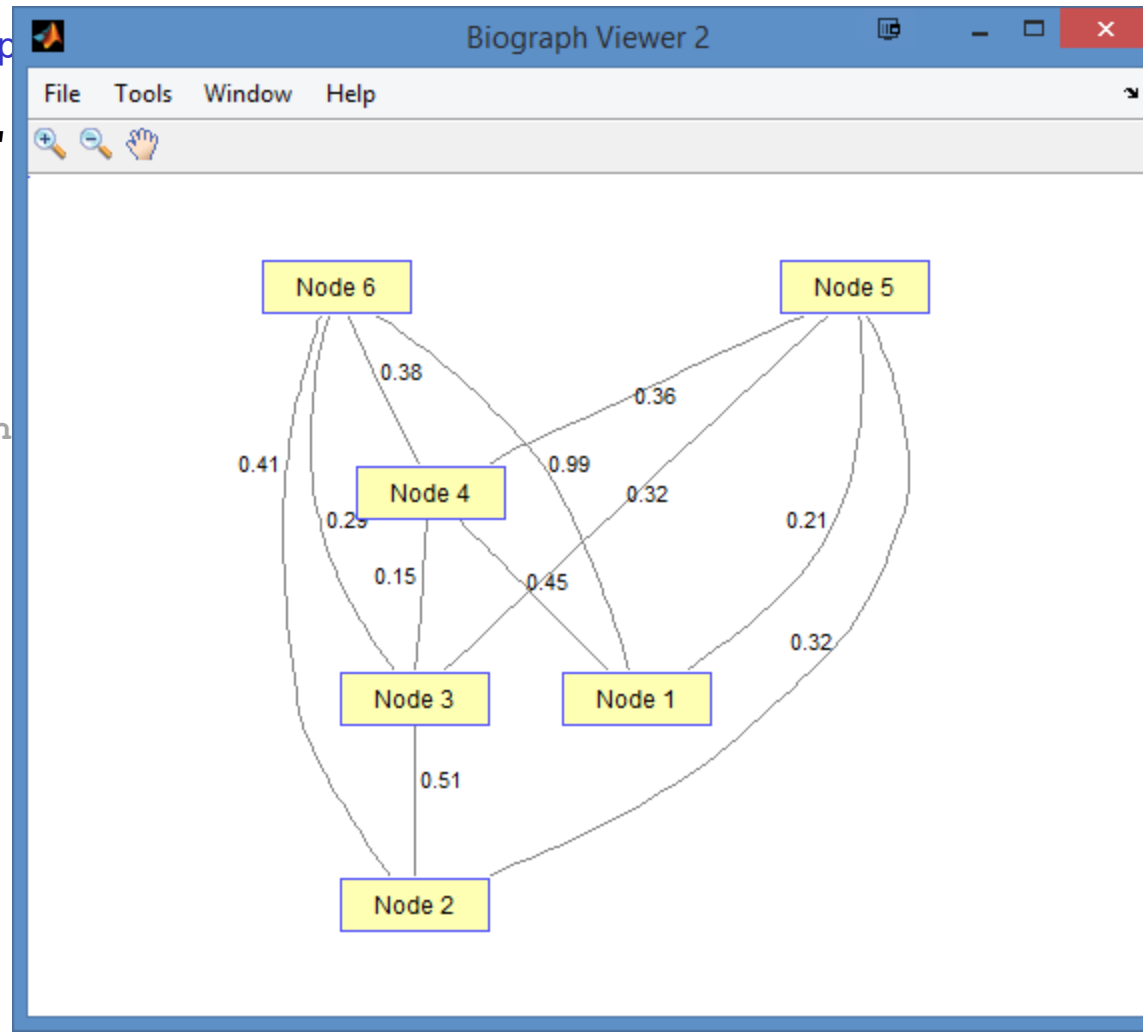 Biograph Viewer 2
File Tools Window Help
Node 6 Node 5
0.38
0.36
0.41 0.99
Node 4 0.32
0.29 0.21
0.15 0.45
0.32
Node 3 Node 1
0.51
Node 2